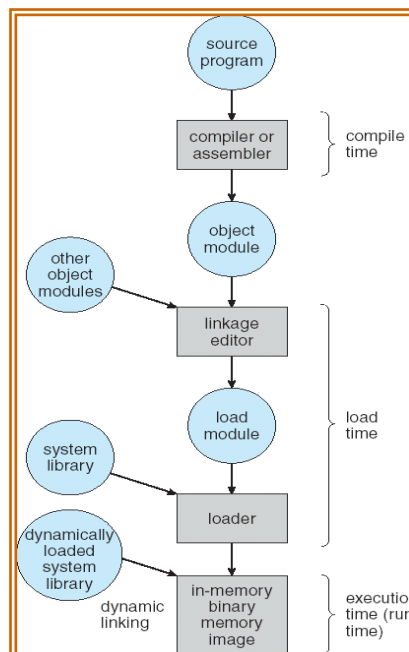 source
program
compiler or
assembler
compile
time
object
module
other
object
modules
linkage
editor
load
module
load
time
system
library
loader
dynamically
loaded
system
library
dynamic
linking
in-memory
binary
memory
image
executio
time (run
time)